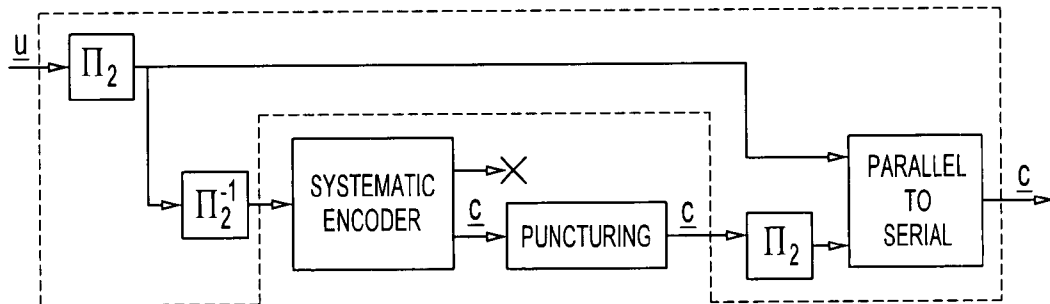 u
Π₂
Π₂⁻¹
SYSTEMATIC
ENCODER
X
c
PUNCTURING
c
Π₂
PARALLEL
TO
SERIAL
c